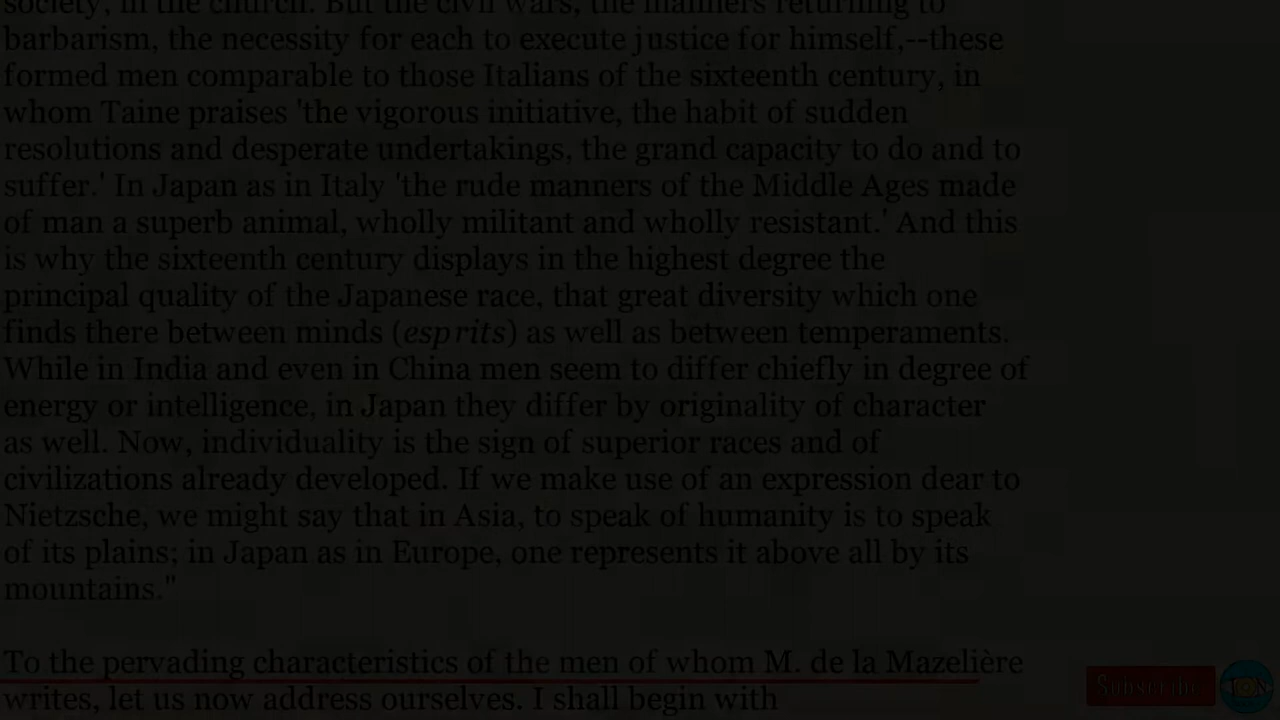 society, in the church. But the civil wars, the manners returning to
barbarism, the necessity for each to execute justice for himself,--these
formed men comparable to those Italians of the sixteenth century, in
whom Taine praises 'the vigorous initiative, the habit of sudden
resolutions and desperate undertakings, the grand capacity to do and to
suffer.' In Japan as in Italy 'the rude manners of the Middle Ages made
of man a superb animal, wholly militant and wholly resistant.' And this
is why the sixteenth century displays in the highest degree the
principal quality of the Japanese race, that great diversity which one
finds there between minds (esprits) as well as between temperaments.
While in India and even in China men seem to differ chiefly in degree of
energy or intelligence, in Japan they differ by originality of character
as well. Now, individuality is the sign of superior races and of
civilizations already developed. If we make use of an expression dear to
Nietzsche, we might say that in Asia, to speak of humanity is to speak
of its plains; in Japan as in Europe, one represents it above all by its
mountains."
To the pervading characteristics of the men of whom M. de la Mazelière
writes, let us now address ourselves. I shall begin with
Subscribe